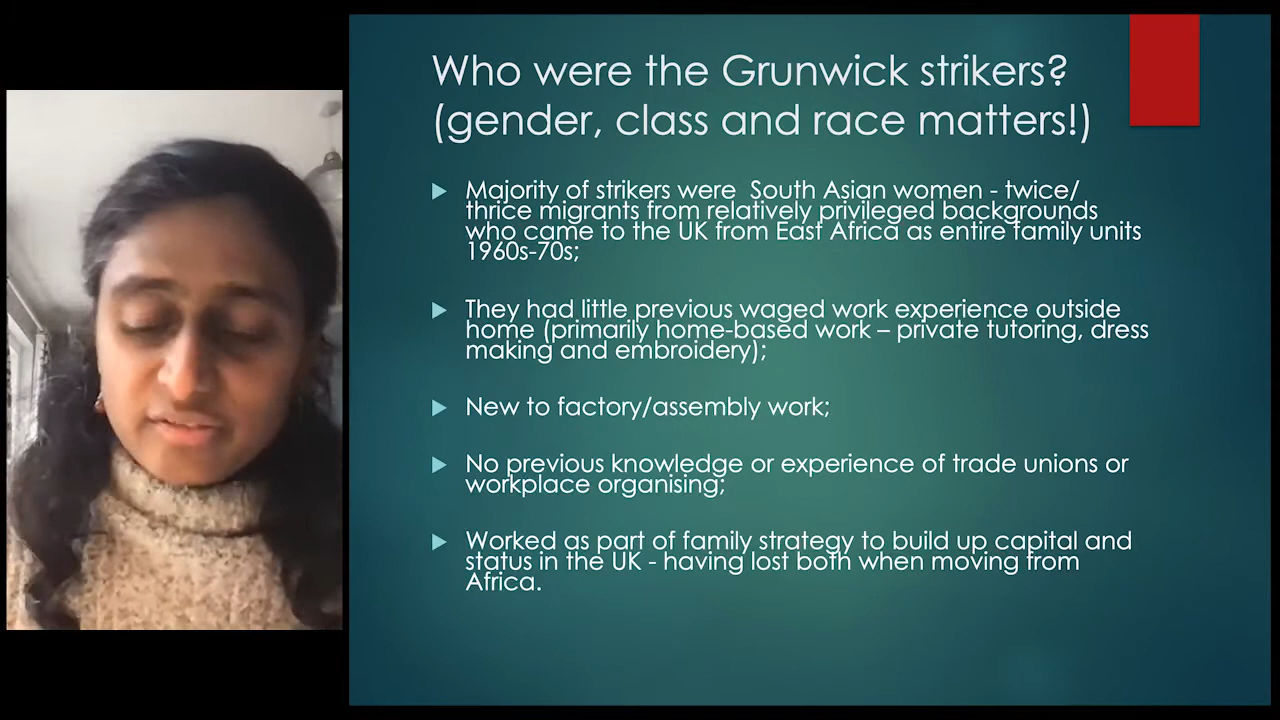 Who were the Grunwick strikers?
(gender, class and race matters!)
Majority of strikers were South Asian women - twice/
thrice migrants from relatively privileged backgrounds
who came to the UK from East Africa as entire family units
1960s-70s;
They had little previous waged work experience outside
home (primarily home-based work – private tutoring, dress
making and embroidery);
New to factory/assembly work;
No previous knowledge or experience of trade unions or
workplace organising;
Worked as part of family strategy to build up capital and
status in the UK - having lost both when moving from
Africa.